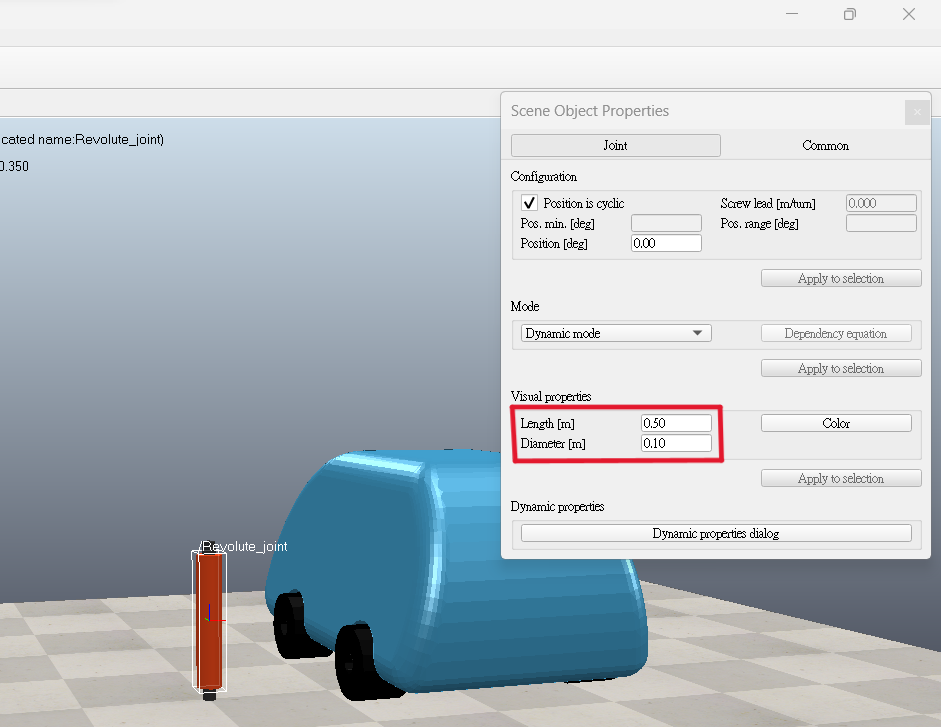 cated name:Revolute_joint)
0.350
Scene Object Properties
Joint Common
Configuration
Position is cyclic Screw lead [m/turn] 0.000
Pos. min. [deg] Pos. range [deg]
Position [deg] 0.00
Apply to selection
Mode
Dynamic mode Dependency equation
Apply to selection
Visual properties
Length [m] 0.50 Color
Diameter [m] 0.10
Apply to selection
Dynamic properties
Dynamic properties dialog
/Revolute_joint